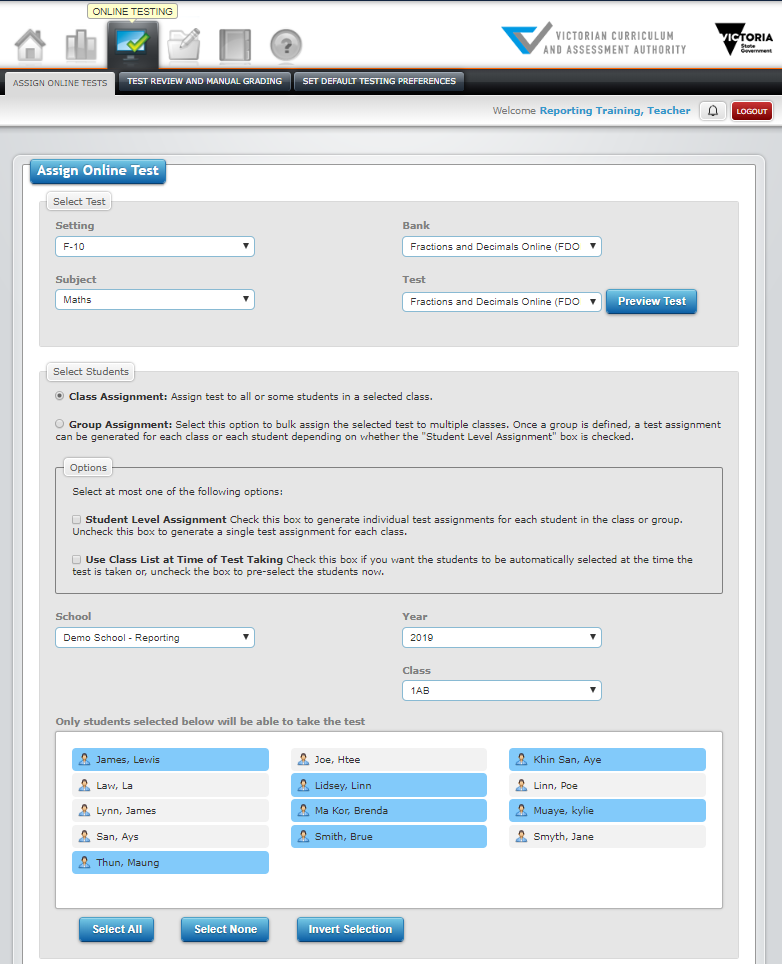 ONLINE TESTING
VICTORIAN CURRICULUM
AND ASSESSMENT AUTHORITY
VICTORIA
State
Government
ASSIGN ONLINE TESTS
TEST REVIEW AND MANUAL GRADING
SET DEFAULT TESTING PREFERENCES
Welcome Reporting Training, Teacher
LOGOUT
Assign Online Test
Select Test
Setting
Bank
F-10
Fractions and Decimals Online (FDO
Subject
Test
Maths
Fractions and Decimals Online (FDO
Preview Test
Select Students
Class Assignment: Assign test to all or some students in a selected class.
Group Assignment: Select this option to bulk assign the selected test to multiple classes. Once a group is defined, a test assignment
can be generated for each class or each student depending on whether the "Student Level Assignment" box is checked.
Options
Select at most one of the following options:
Student Level Assignment Check this box to generate individual test assignments for each student in the class or group.
Uncheck this box to generate a single test assignment for each class.
Use Class List at Time of Test Taking Check this box if you want the students to be automatically selected at the time the
test is taken or, uncheck the box to pre-select the students now.
School
Year
Demo School - Reporting
2019
Class
1AB
Only students selected below will be able to take the test
James, Lewis
Joe, Htee
Khin San, Aye
Law, La
Lidsey, Linn
Linn, Poe
Lynn, James
Ma Kor, Brenda
Muaye, kylie
San, Ays
Smith, Brue
Smyth, Jane
Thun, Maung
Select All
Select None
Invert Selection